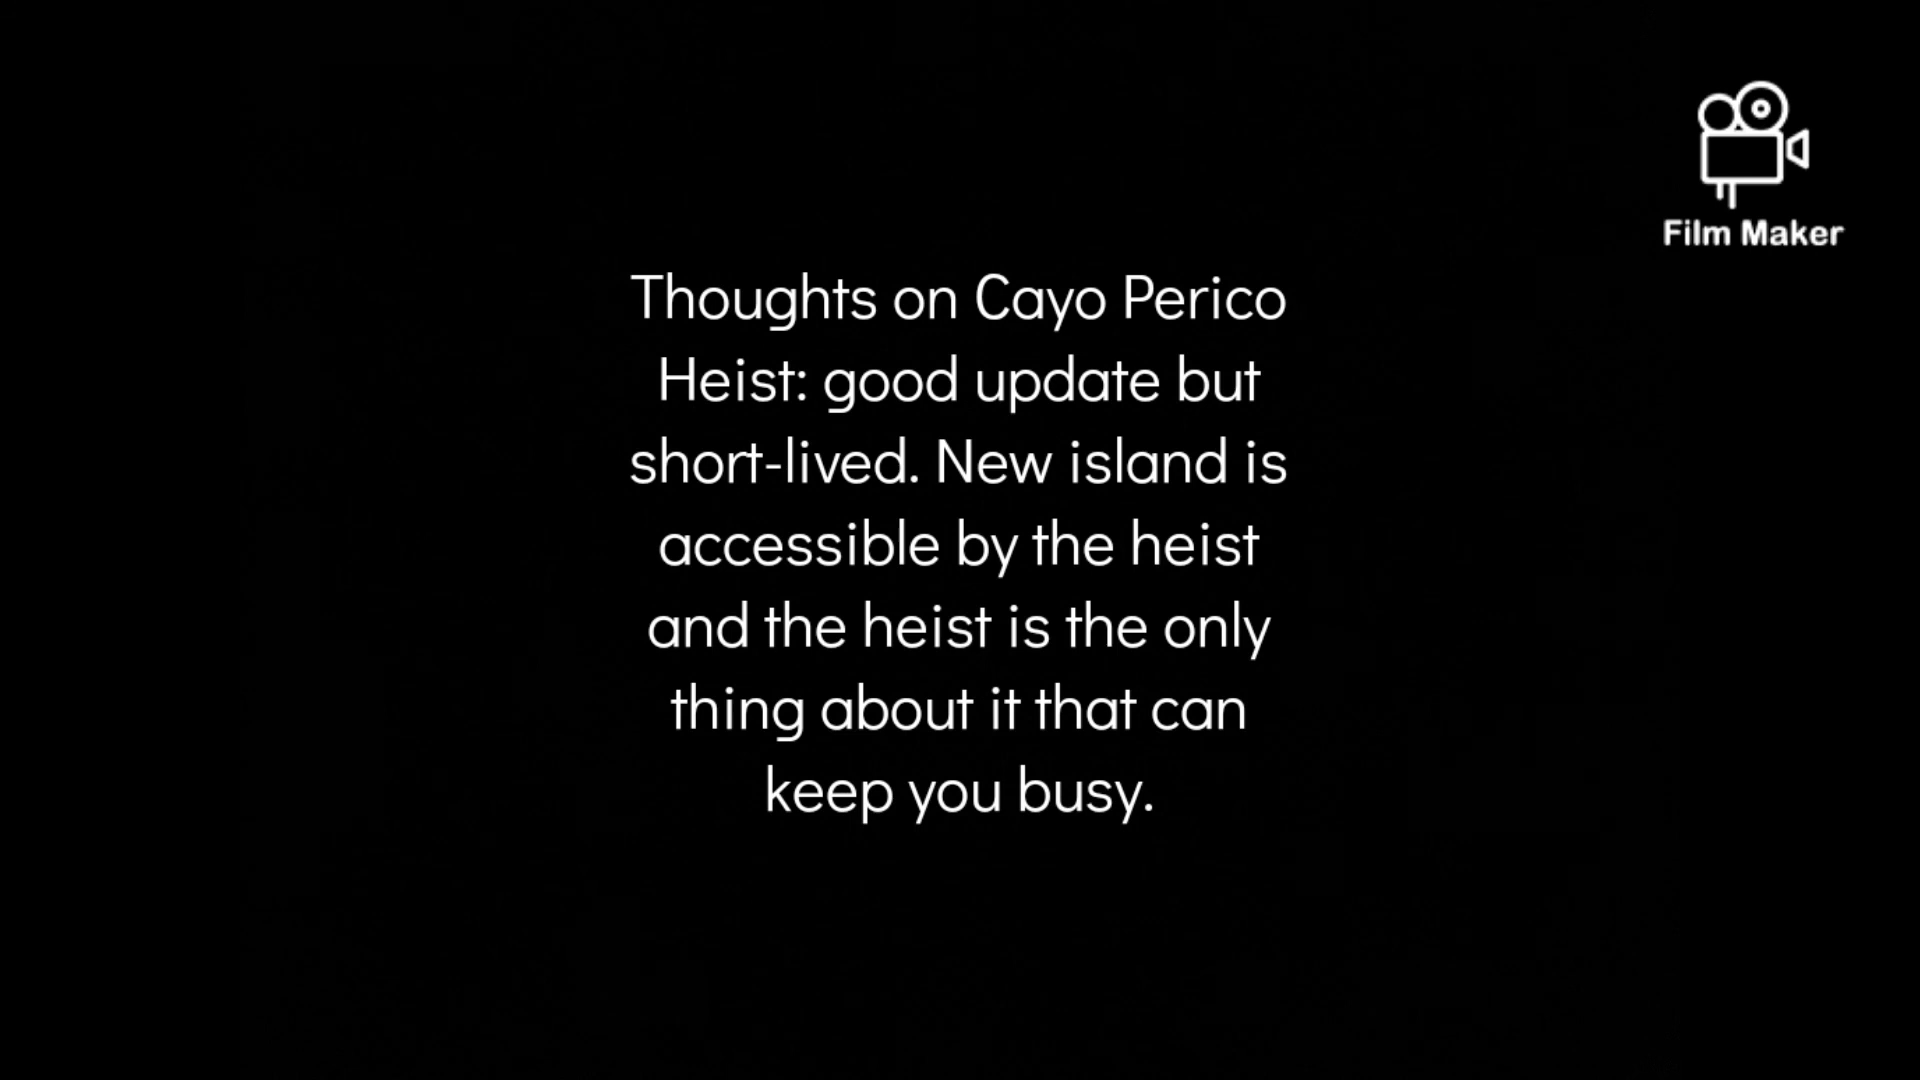 Film Maker
Thoughts on Cayo Perico
Heist: good update but
short-lived. New island is
accessible by the heist
and the heist is the only
thing about it that can
keep you busy.